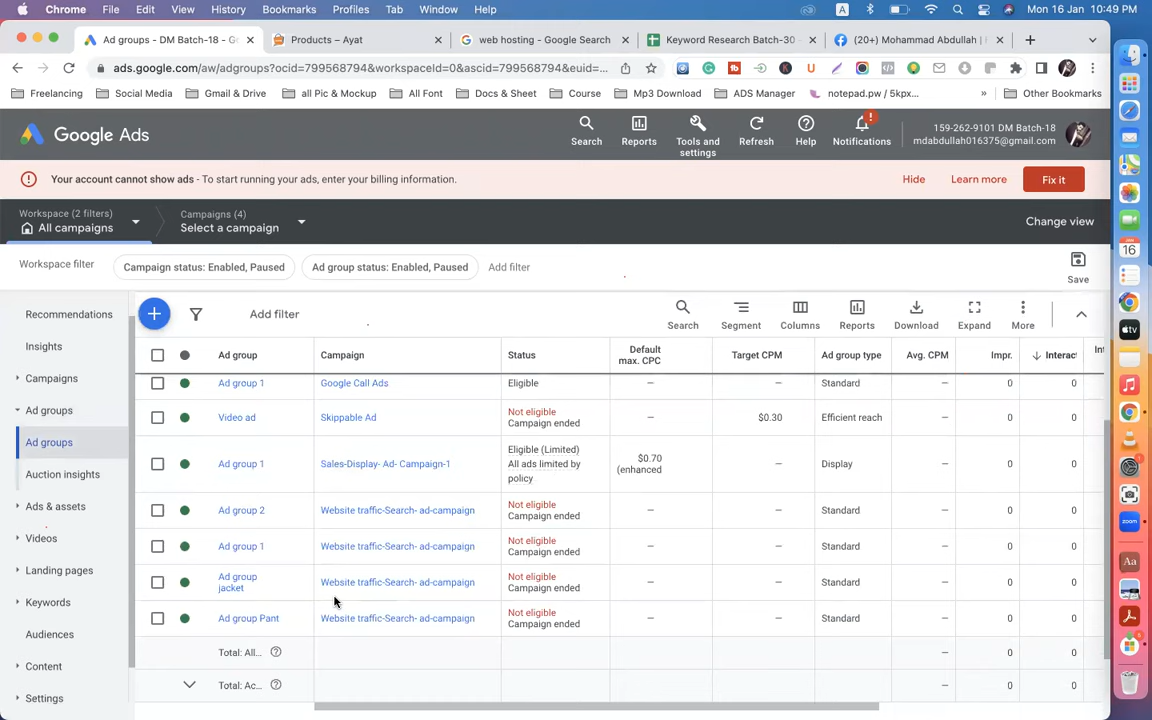 Chrome File Edit View History Bookmarks Profiles Tab Window Help A Mon 16 Jan 10:49 PM
Ad groups - DM Batch-18 - G
Products – Ayat
web hosting - Google Search
Keyword Research Batch-30 -
(20+) Mohammad Abdullah |
ads.google.com/aw/adgroups?ocid=799568794&workspaceId=0&ascid=799568794&euid=...
Freelancing Social Media Gmail & Drive all Pic & Mockup All Font Docs & Sheet Course Mp3 Download ADS Manager notepad.pw / 5kpx... » Other Bookmarks
Google Ads
Search Reports Tools and settings Refresh Help Notifications
159-262-9101 DM Batch-18
mdabdullah016375@gmail.com
Your account cannot show ads - To start running your ads, enter your billing information.
Hide Learn more Fix it
Workspace (2 filters)
All campaigns
Campaigns (4)
Select a campaign
Change view
Workspace filter
Campaign status: Enabled, Paused
Ad group status: Enabled, Paused
Add filter
Save
Recommendations
Insights
Campaigns
Ad groups
Ad groups
Auction insights
Ads & assets
Videos
Landing pages
Keywords
Audiences
Content
Settings
Add filter
Search Segment Columns Reports Download Expand More
Ad group Campaign Status Default max. CPC Target CPM Ad group type Avg. CPM Impr. Interac Int
Ad group 1 Google Call Ads Eligible — — Standard — 0 0
Video ad Skippable Ad Not eligible Campaign ended — $0.30 Efficient reach — 0 0
Ad group 1 Sales-Display- Ad- Campaign-1 Eligible (Limited) All ads limited by policy $0.70 (enhanced — Display — 0 0
Ad group 2 Website traffic-Search- ad-campaign Not eligible Campaign ended — — Standard — 0 0
Ad group 1 Website traffic-Search- ad-campaign Not eligible Campaign ended — — Standard — 0 0
Ad group jacket Website traffic-Search- ad-campaign Not eligible Campaign ended — — Standard — 0 0
Ad group Pant Website traffic-Search- ad-campaign Not eligible Campaign ended — — Standard — 0 0
Total: All... — 0 0
Total: Ac... — 0 0